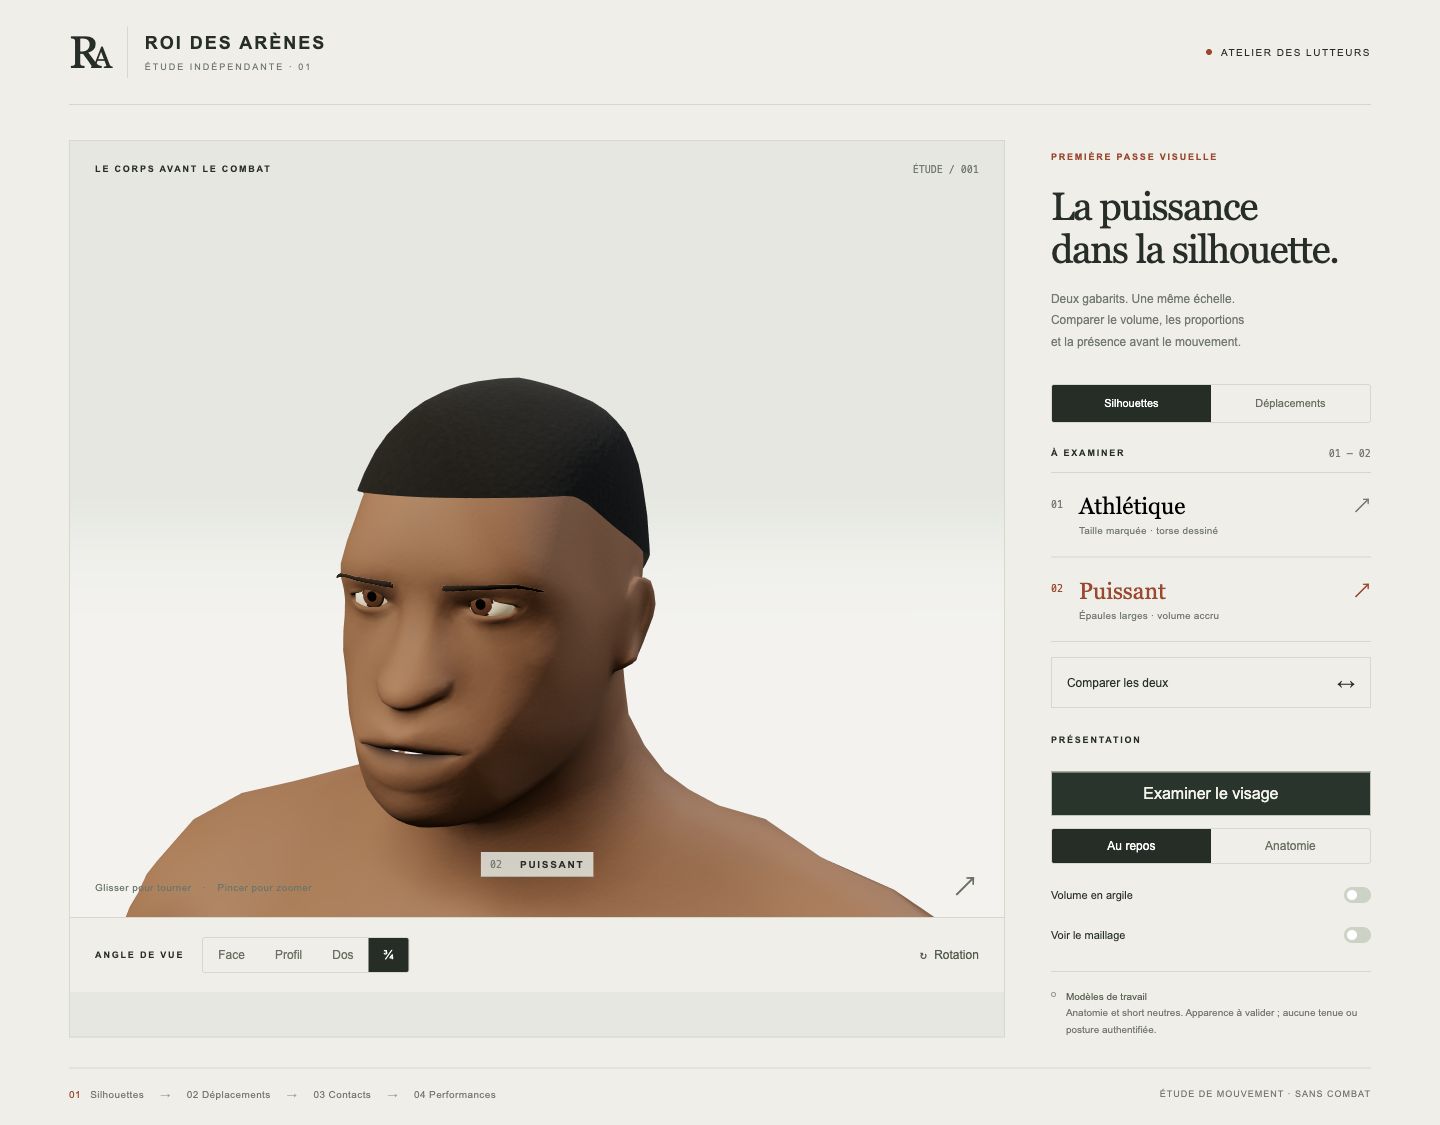 RA
ROI DES ARÈNES
ÉTUDE INDÉPENDANTE · 01
ATELIER DES LUTTEURS
LE CORPS AVANT LE COMBAT
ÉTUDE / 001
02 PUISSANT
Glisser pour tourner · Pincer pour zoomer
ANGLE DE VUE
Face
Profil
Dos
¾
↻ Rotation
PREMIÈRE PASSE VISUELLE
La puissance
dans la silhouette.
Deux gabarits. Une même échelle.
Comparer le volume, les proportions
et la présence avant le mouvement.
Silhouettes
Déplacements
À EXAMINER
01 — 02
01 Athlétique ↗
Taille marquée · torse dessiné
02 Puissant ↗
Épaules larges · volume accru
Comparer les deux ↔
PRÉSENTATION
Examiner le visage
Au repos
Anatomie
Volume en argile
Voir le maillage
Modèles de travail
Anatomie et short neutres. Apparence à valider ; aucune tenue ou
posture authentifiée.
01 Silhouettes → 02 Déplacements → 03 Contacts → 04 Performances
ÉTUDE DE MOUVEMENT · SANS COMBAT